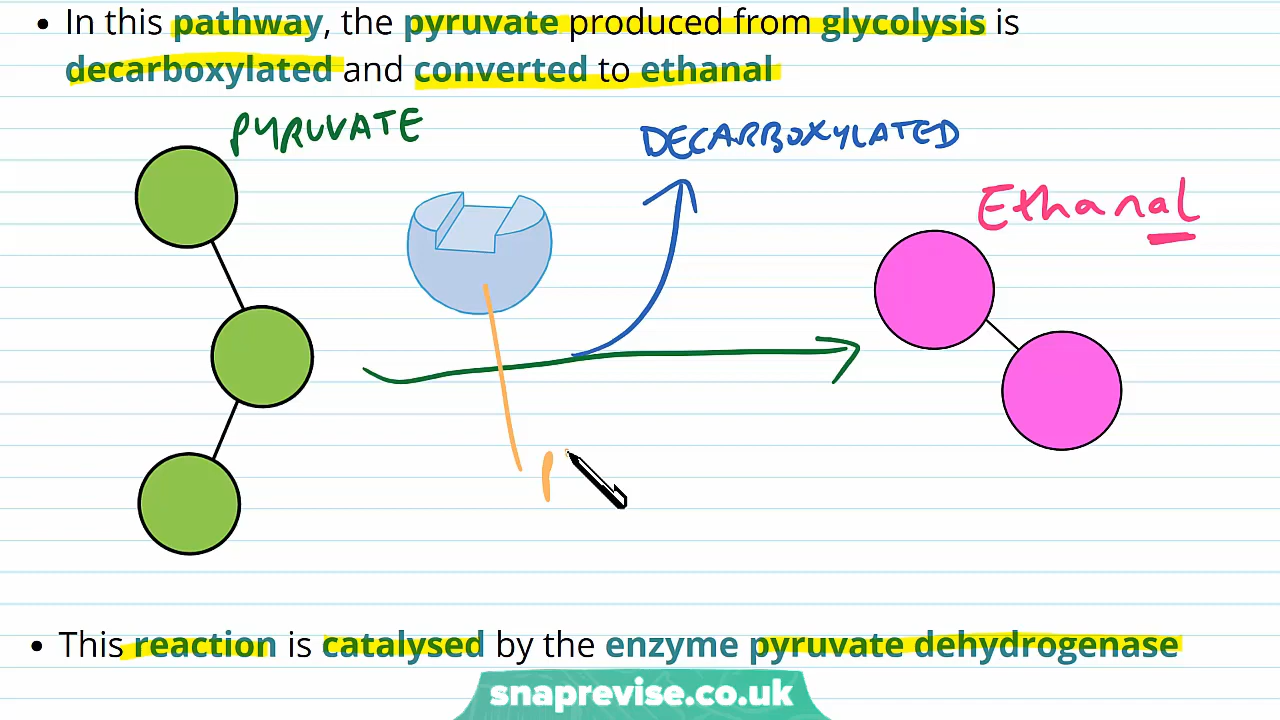 • In this pathway, the pyruvate produced from glycolysis is
decarboxylated and converted to ethanal
PYRUVATE
DECARBOXYLATED
Ethanal
P
• This reaction is catalysed by the enzyme pyruvate dehydrogenase
snaprevise.co.uk